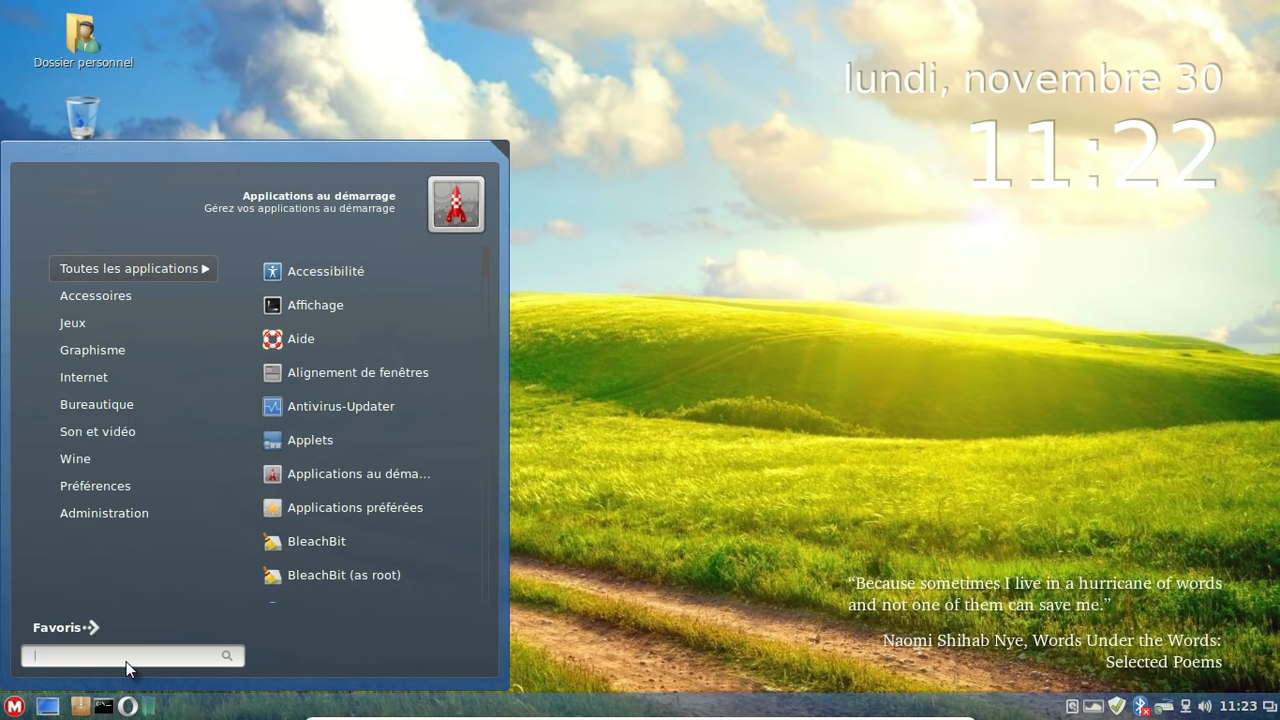 Dossier personnel
lundi, novembre 30
11:22
Applications au démarrage
Gérez vos applications au démarrage
Toutes les applications
Accessoires
Jeux
Graphisme
Internet
Bureautique
Son et vidéo
Wine
Préférences
Administration
Accessibilité
Affichage
Aide
Alignement de fenêtres
Antivirus-Updater
Applets
Applications au déma...
Applications préférées
BleachBit
BleachBit (as root)
Favoris
“Because sometimes I live in a hurricane of words
and not one of them can save me.”
Naomi Shihab Nye, Words Under the Words:
Selected Poems
11:23